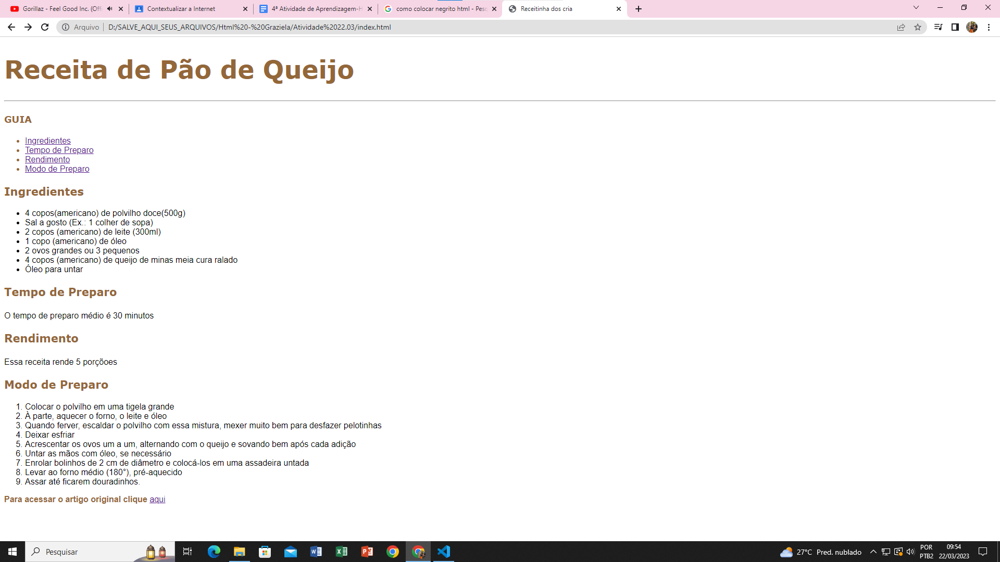 Gorillaz - Feel Good Inc. (Offi
Contextualizar a Internet
4ª Atividade de Aprendizagem-H
como colocar negrito html - Pesq
Receitinha dos cria
Arquivo
D:/SALVE_AQUI_SEUS_ARQUIVOS/Html%20-%20Graziela/Atividade%2022.03/index.html
Receita de Pão de Queijo
GUIA
Ingredientes
Tempo de Preparo
Rendimento
Modo de Preparo
Ingredientes
4 copos(americano) de polvilho doce(500g)
Sal a gosto (Ex.: 1 colher de sopa)
2 copos (americano) de leite (300ml)
1 copo (americano) de óleo
2 ovos grandes ou 3 pequenos
4 copos (americano) de queijo de minas meia cura ralado
Óleo para untar
Tempo de Preparo
O tempo de preparo médio é 30 minutos
Rendimento
Essa receita rende 5 porçõoes
Modo de Preparo
1. Colocar o polvilho em uma tigela grande
2. À parte, aquecer o forno, o leite e óleo
3. Quando ferver, escaldar o polvilho com essa mistura, mexer muito bem para desfazer pelotinhas
4. Deixar esfriar
5. Acrescentar os ovos um a um, alternando com o queijo e sovando bem após cada adição
6. Untar as mãos com óleo, se necessário
7. Enrolar bolinhos de 2 cm de diâmetro e colocá-los em uma assadeira untada
8. Levar ao forno médio (180°), pré-aquecido
9. Assar até ficarem douradinhos.
Para acessar o artigo original clique aqui
Pesquisar
27°C Pred. nublado
POR
PTB2
09:54
22/03/2023